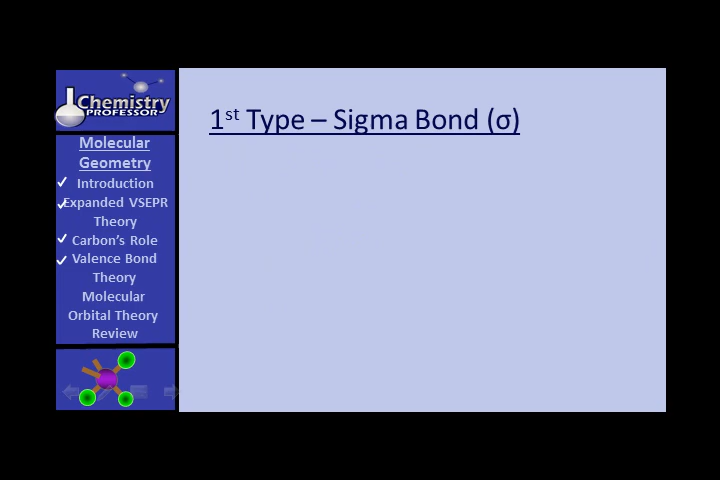 Chemistry
PROFESSOR
Molecular
Geometry
Introduction
Expanded VSEPR
Theory
Carbon's Role
Valence Bond
Theory
Molecular
Orbital Theory
Review
1st Type – Sigma Bond (σ)